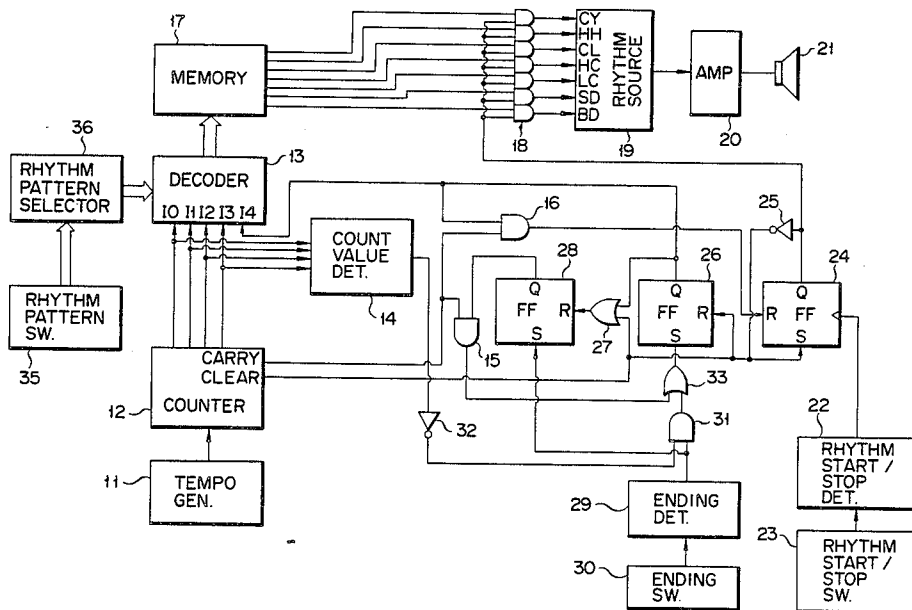 17
MEMORY
CY
HH
CL
HC
LC
SD
BD
RHYTHM
SOURCE
18
19
AMP
20
21
36
RHYTHM
PATTERN
SELECTOR
13
DECODER
I0 I1 I2 I3 I4
16
25
COUNT
VALUE
DET.
14
28
Q
FF R
S
27
26
Q
FF R
S
24
Q
R FF
S
RHYTHM
PATTERN
SW.
35
15
CARRY
CLEAR
COUNTER
12
33
32
31
22
RHYTHM
START /
STOP
DET.
11
TEMPO
GEN.
29
ENDING
DET.
23
RHYTHM
START /
STOP
SW.
30
ENDING
SW.